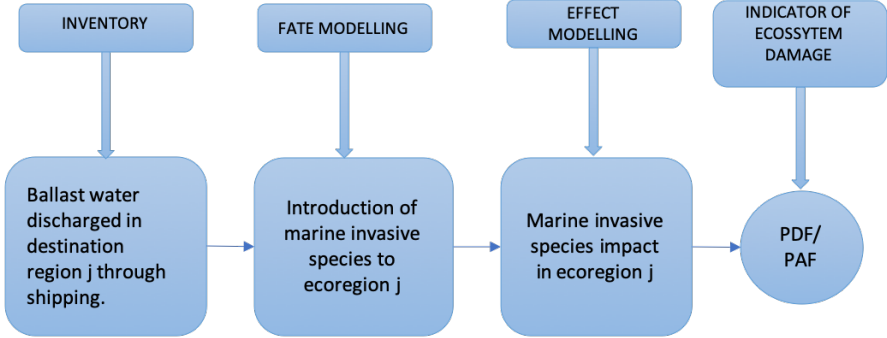 INVENTORY
FATE MODELLING
EFFECT
MODELLING
INDICATOR OF
ECOSSYTEM
DAMAGE
Ballast water
discharged in
destination
region j through
shipping.
Introduction of
marine invasive
species to
ecoregion j
Marine invasive
species impact
in ecoregion j
PDF/
PAF